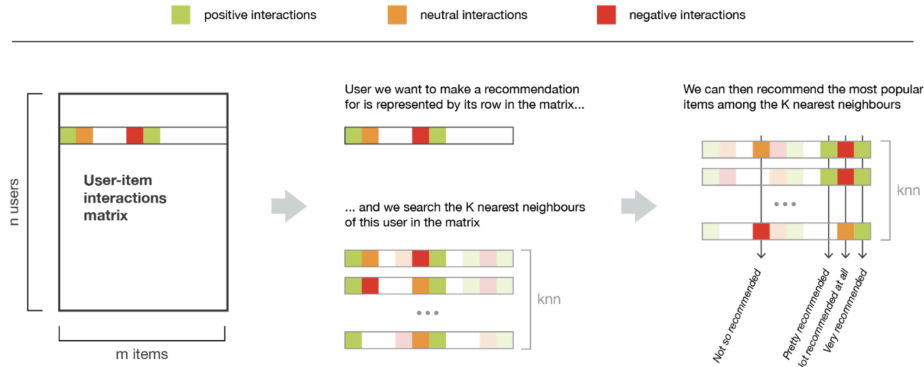 positive interactions
neutral interactions
negative interactions
User-item
interactions
matrix
n users
m items
User we want to make a recommendation
for is represented by its row in the matrix...
... and we search the K nearest neighbours
of this user in the matrix
knn
We can then recommend the most popular
items among the K nearest neighbours
knn
Not so recommended
Pretty recommended
lot recommended at all
Very recommended